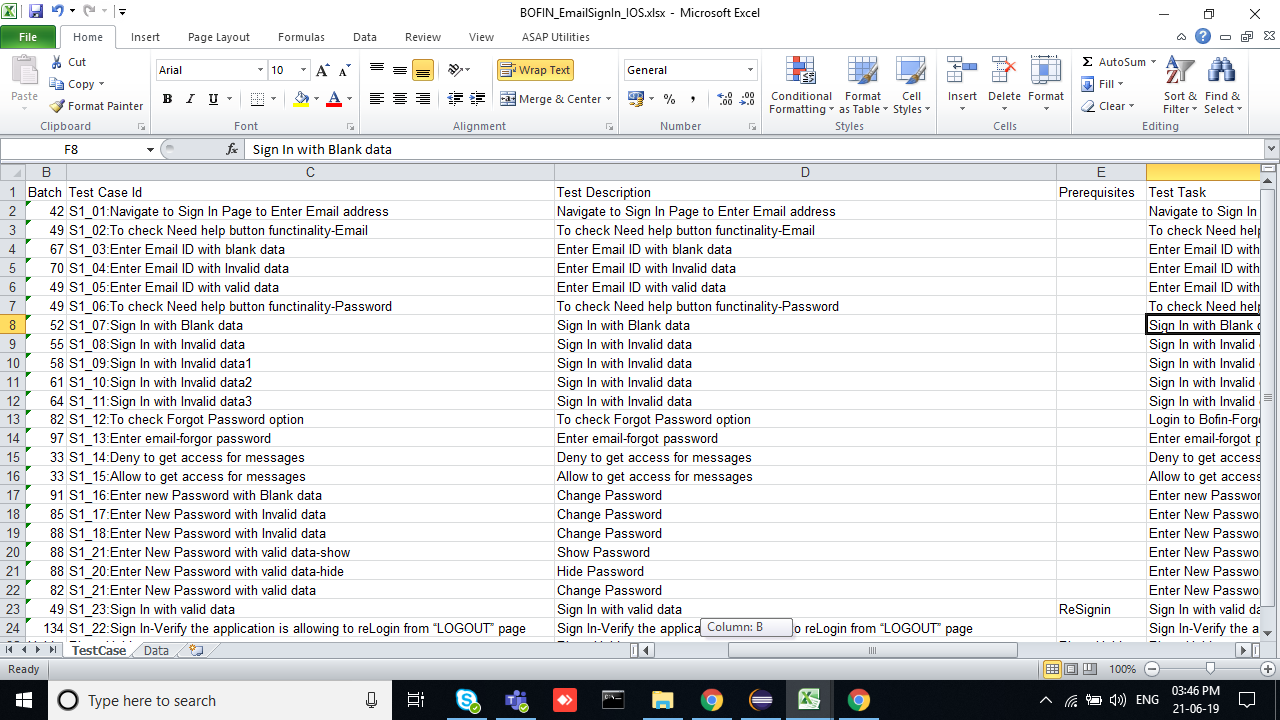 BOFIN_EmailSignIn_IOS.xlsx - Microsoft Excel
File Home Insert Page Layout Formulas Data Review View ASAP Utilities
Paste Cut Copy Format Painter Clipboard
Arial 10 B I U A Font
Wrap Text Merge & Center Alignment
General % , Number
Conditional Formatting Format as Table Cell Styles Styles
Insert Delete Format Cells
Σ AutoSum Fill Clear Sort & Filter Find & Select Editing
F8 fx Sign In with Blank data
B C D E
1 Batch Test Case Id Test Description Prerequisites Test Task
2 42 S1_01:Navigate to Sign In Page to Enter Email address Navigate to Sign In Page to Enter Email address Navigate to Sign In
3 49 S1_02:To check Need help button functinality-Email To check Need help button functinality-Email To check Need help
4 67 S1_03:Enter Email ID with blank data Enter Email ID with blank data Enter Email ID with
5 70 S1_04:Enter Email ID with Invalid data Enter Email ID with Invalid data Enter Email ID with
6 49 S1_05:Enter Email ID with valid data Enter Email ID with valid data Enter Email ID with
7 49 S1_06:To check Need help button functinality-Password To check Need help button functinality-Password To check Need help
8 52 S1_07:Sign In with Blank data Sign In with Blank data Sign In with Blank
9 55 S1_08:Sign In with Invalid data Sign In with Invalid data Sign In with Invalid
10 58 S1_09:Sign In with Invalid data1 Sign In with Invalid data Sign In with Invalid
11 61 S1_10:Sign In with Invalid data2 Sign In with Invalid data Sign In with Invalid
12 64 S1_11:Sign In with Invalid data3 Sign In with Invalid data Sign In with Invalid
13 82 S1_12:To check Forgot Password option To check Forgot Password option Login to Bofin-Forg
14 97 S1_13:Enter email-forgor password Enter email-forgot password Enter email-forgot p
15 33 S1_14:Deny to get access for messages Deny to get access for messages Deny to get access
16 33 S1_15:Allow to get access for messages Allow to get access for messages Allow to get access
17 91 S1_16:Enter new Password with Blank data Change Password Enter new Passwor
18 85 S1_17:Enter New Password with Invalid data Change Password Enter New Passwo
19 88 S1_18:Enter New Password with Invalid data Change Password Enter New Passwo
20 88 S1_21:Enter New Password with valid data-show Show Password Enter New Passwo
21 88 S1_20:Enter New Password with valid data-hide Hide Password Enter New Passwo
22 82 S1_21:Enter New Password with valid data Change Password Enter New Passwo
23 49 S1_23:Sign In with valid data Sign In with valid data ReSignin Sign In with valid da
24 134 S1_22:Sign In-Verify the application is allowing to reLogin from “LOGOUT” page Sign In-Verify the applica to reLogin from “LOGOUT” page Sign In-Verify the a
Column: B
TestCase Data
Ready 100%
Type here to search ENG 03:46 PM
21-06-19